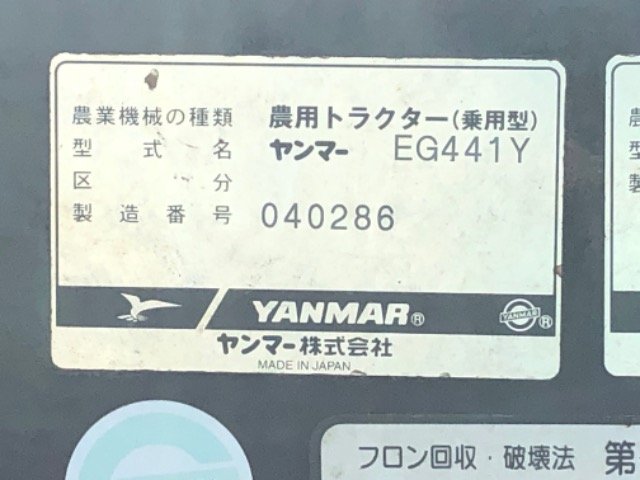 農業機械の種類 農用トラクター(乗用型)
型式名 ヤンマー EG441Y
区分
製造番号 040286
YANMAR® YANMAR ®
ヤンマー株式会社
MADE IN JAPAN
フロン回収・破壊法 第